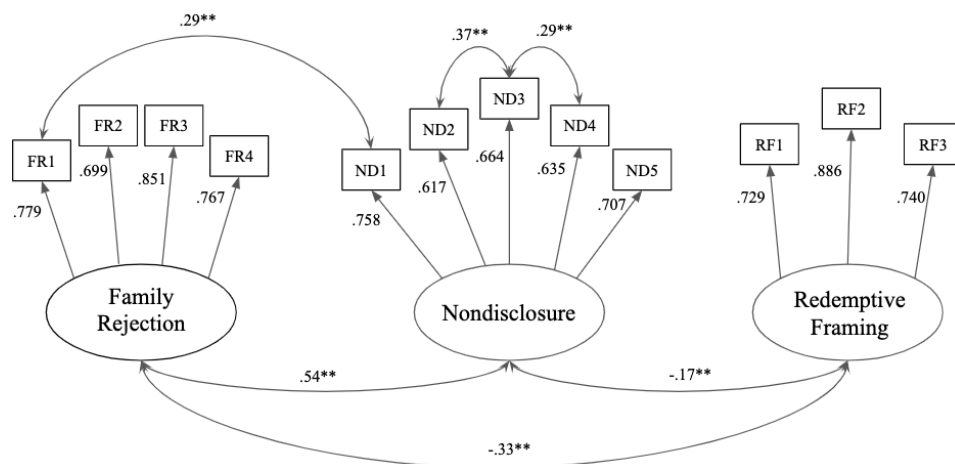 .29**
.37**
.29**
FR1
FR2
FR3
FR4
ND1
ND2
ND3
ND4
ND5
RF1
RF2
RF3
.779
.699
.851
.767
.758
.617
.664
.635
.707
.729
.886
.740
Family
Rejection
Nondisclosure
Redemptive
Framing
.54**
-.17**
-.33**